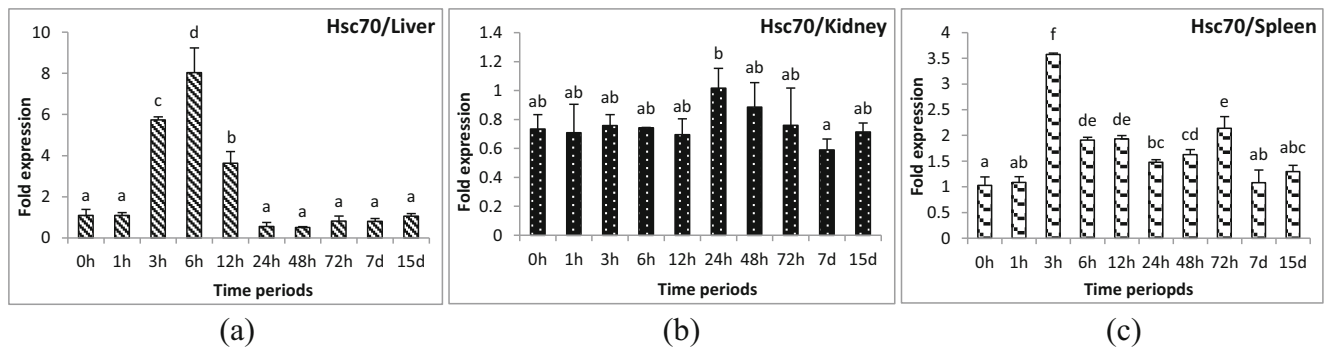 Hsc70/Liver
Fold expression
10
8
6
4
2
0
a a c d b a a a a a
0h 1h 3h 6h 12h 24h 48h 72h 7d 15d
Time periods
(a)
Hsc70/Kidney
Fold expression
1.4
1.2
1
0.8
0.6
0.4
0.2
0
ab ab ab ab ab b ab ab a ab
0h 1h 3h 6h 12h 24h 48h 72h 7d 15d
Time periods
(b)
Hsc70/Spleen
Fold expression
4
3.5
3
2.5
2
1.5
1
0.5
0
a ab f de de bc cd e ab abc
0h 1h 3h 6h 12h 24h 48h 72h 7d 15d
Time periopds
(c)